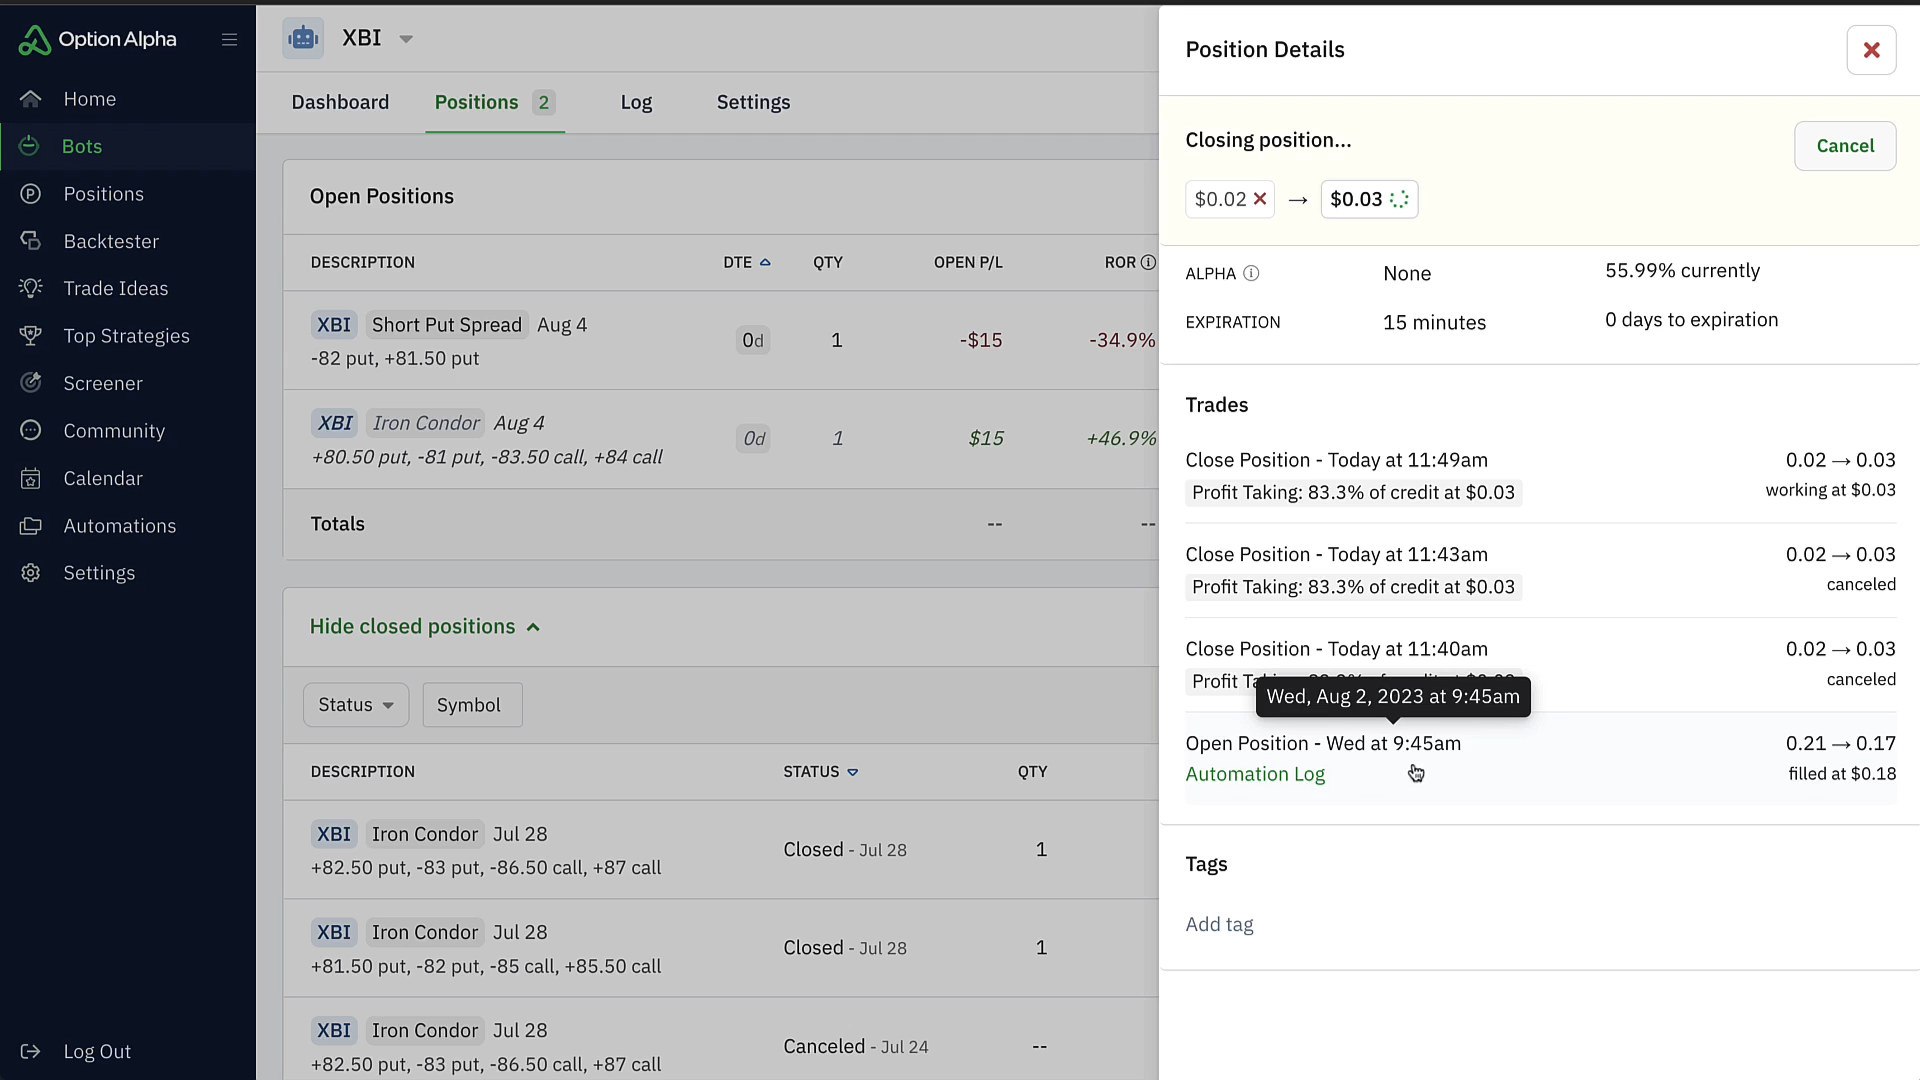 Option Alpha
Home
Bots
Positions
Backtester
Trade Ideas
Top Strategies
Screener
Community
Calendar
Automations
Settings
Log Out
XBI
Dashboard Positions 2 Log Settings
Open Positions
DESCRIPTION DTE QTY OPEN P/L ROR
XBI Short Put Spread Aug 4
-82 put, +81.50 put
0d 1 -$15 -34.9%
XBI Iron Condor Aug 4
+80.50 put, -81 put, -83.50 call, +84 call
0d 1 $15 +46.9%
Totals -- --
Hide closed positions
Status Symbol
DESCRIPTION STATUS QTY
XBI Iron Condor Jul 28
+82.50 put, -83 put, -86.50 call, +87 call
Closed - Jul 28 1
XBI Iron Condor Jul 28
+81.50 put, -82 put, -85 call, +85.50 call
Closed - Jul 28 1
XBI Iron Condor Jul 28
+82.50 put, -83 put, -86.50 call, +87 call
Canceled - Jul 24 --
Position Details
Closing position...
Cancel
$0.02 → $0.03
ALPHA None 55.99% currently
EXPIRATION 15 minutes 0 days to expiration
Trades
Close Position - Today at 11:49am 0.02 → 0.03
Profit Taking: 83.3% of credit at $0.03 working at $0.03
Close Position - Today at 11:43am 0.02 → 0.03
Profit Taking: 83.3% of credit at $0.03 canceled
Close Position - Today at 11:40am 0.02 → 0.03
Profit canceled
Wed, Aug 2, 2023 at 9:45am
Open Position - Wed at 9:45am 0.21 → 0.17
Automation Log filled at $0.18
Tags
Add tag